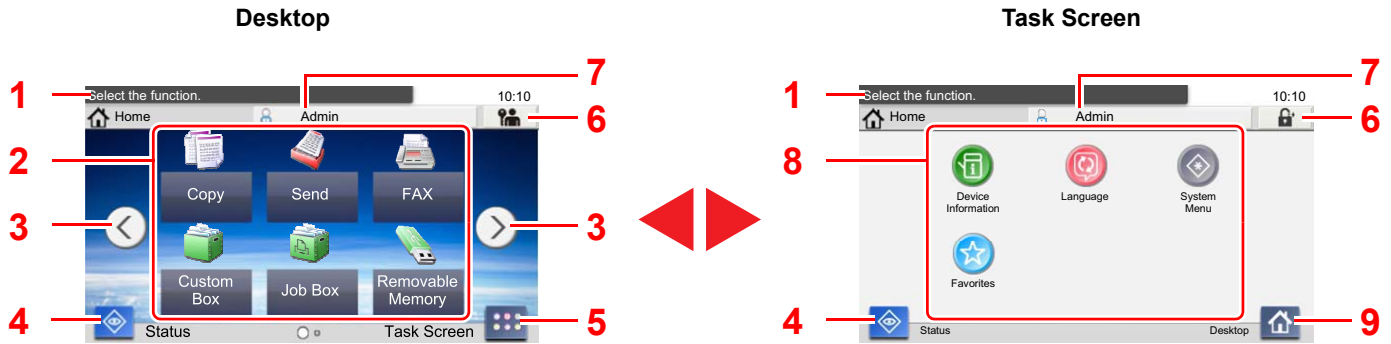 Desktop
Task Screen
1
Select the function.
10:10
7
Home
Admin
6
2
Copy
Send
FAX
3
3
Custom
Box
Job Box
Removable
Memory
4
Status
Task Screen
5
1
Select the function.
10:10
7
Home
Admin
6
8
Device
Information
Language
System
Menu
Favorites
4
Status
Desktop
9